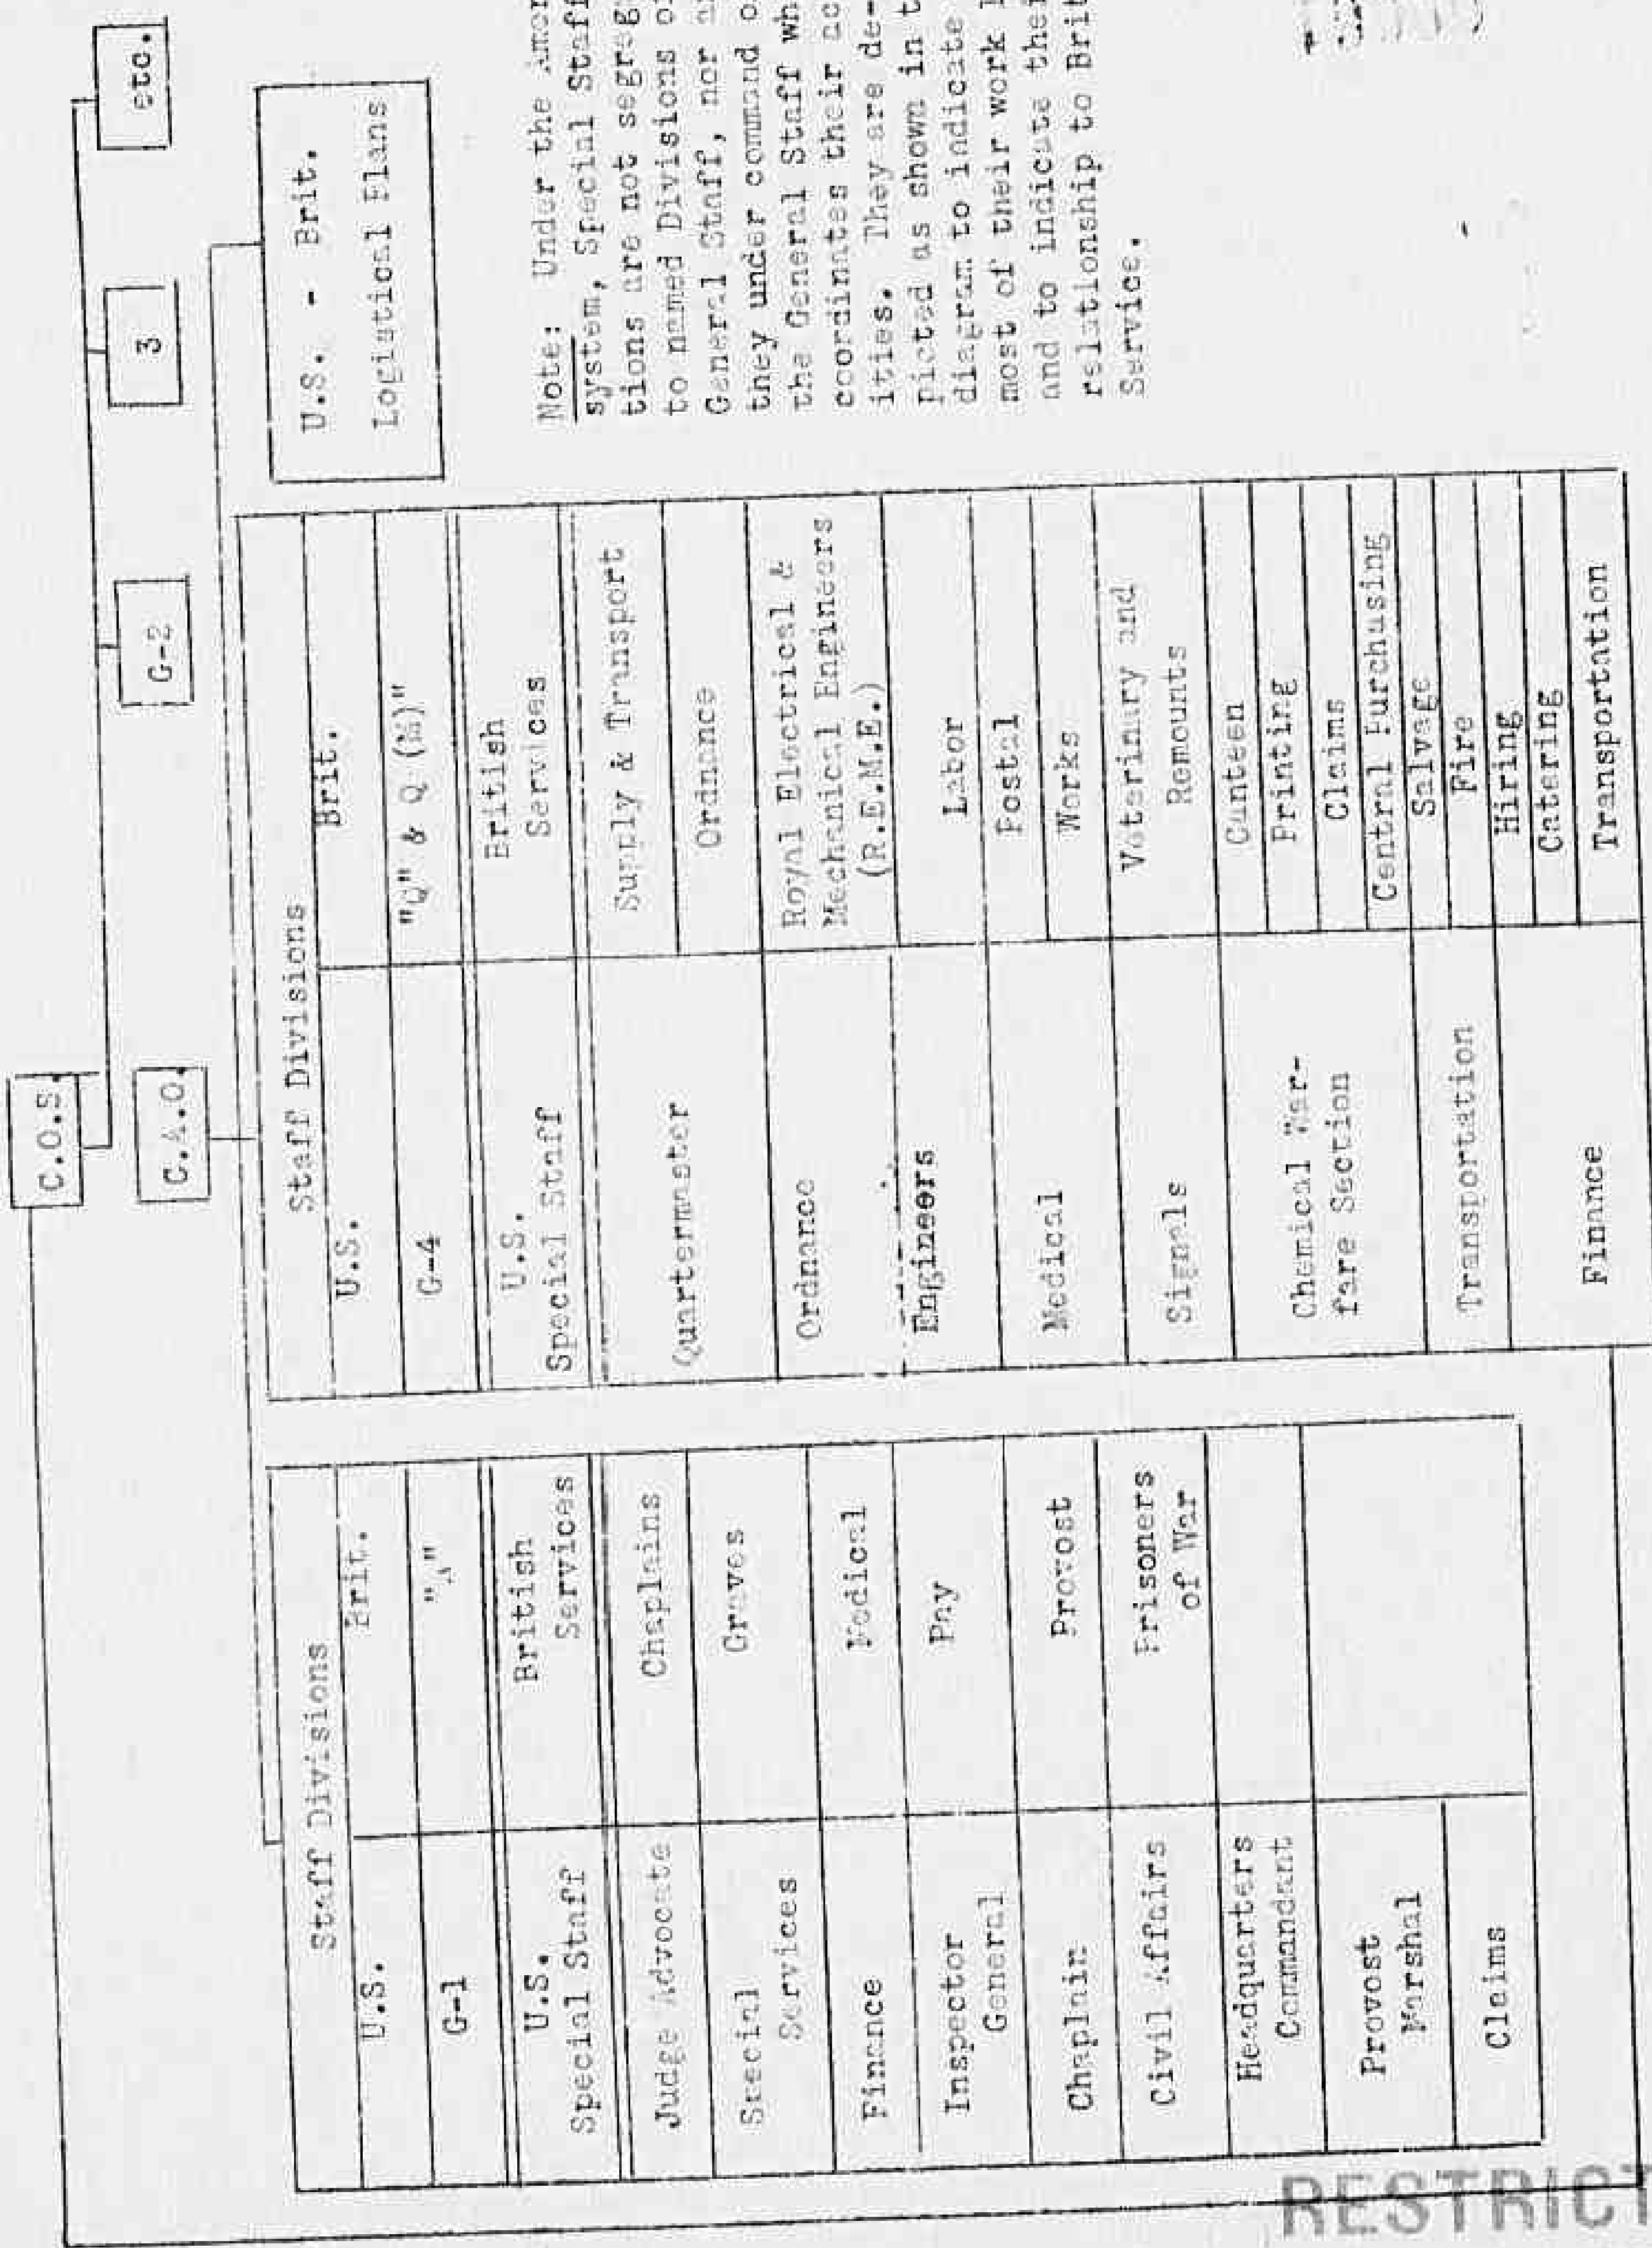 C.O.S.
C.A.O.
G-2
3
etc.
Staff Divisions
U.S.
Brit.
G-1
"A"
U.S.
Special Staff
British
Services
Judge Advocate
Special
Services
Finance
Inspector
General
Chaplain
Civil Affairs
Headquarters
Commandant
Provost
Marshal
Claims
Chaplains
Graves
Medical
Pay
Provost
Prisoners
of War
Staff Divisions
U.S.
Brit.
G-4
"Q" & Q (M)"
U.S.
Special Staff
British
Services
Quartermaster
Ordnance
Engineers
Medical
Signals
Chemical War-
fare Section
Transportation
Finance
Supply & Transport
Ordnance
Royal Electrical &
Mechanical Engineers
(R.E.M.E.)
Labor
Postal
Works
Veterinary and
Remounts
Canteen
Printing
Claims
Central Purchasing
Salvage
Fire
Hiring
Catering
Transportation
U.S. - Brit.
Logistical Plans
Note: Under the Amer
system, Special Staff
tions are not segreg
to named Divisions o
General Staff, nor a
they under command o
the General Staff wh
coordinates their ac
ities. They are de-
picted as shown in t
diagram to indicate
most of their work
and to indicate thei
relationship to Brit
Service.
RESTRICT